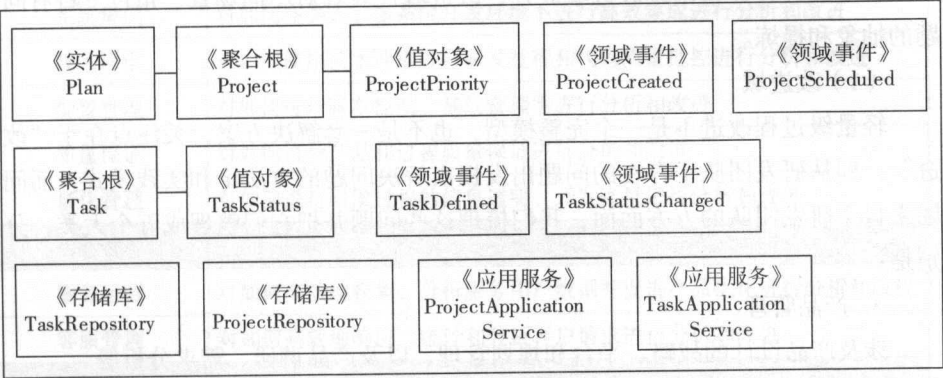 《实体》
Plan
《聚合根》
Project
《值对象》
ProjectPriority
《领域事件》
ProjectCreated
《领域事件》
ProjectScheduled
《聚合根》
Task
《值对象》
TaskStatus
《领域事件》
TaskDefined
《领域事件》
TaskStatusChanged
《存储库》
TaskRepository
《存储库》
ProjectRepository
《应用服务》
ProjectApplication
Service
《应用服务》
TaskApplication
Service